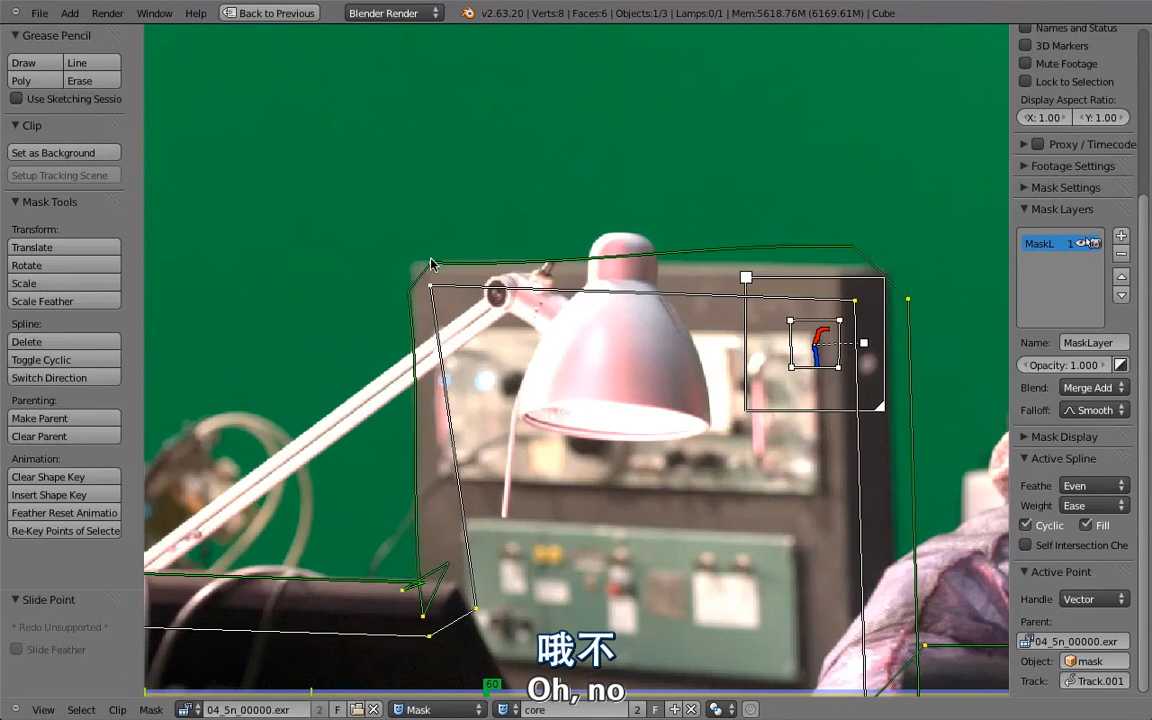 File Add Render Window Help Back to Previous Blender Render v2.63.20 | Verts:8 | Faces:6 | Objects:1/3 | Lamps:0/1 | Mem:5618.76M (6169.61M) | Cube
Grease Pencil
Draw Line
Poly Erase
Use Sketching Sessio
Clip
Set as Background
Setup Tracking Scene
Mask Tools
Transform:
Translate
Rotate
Scale
Scale Feather
Spline:
Delete
Toggle Cyclic
Switch Direction
Parenting:
Make Parent
Clear Parent
Animation:
Clear Shape Key
Insert Shape Key
Feather Reset Animatio
Re-Key Points of Selecte
Slide Point
* Redo Unsupported *
Slide Feather
Names and Status
3D Markers
Mute Footage
Lock to Selection
Display Aspect Ratio:
X: 1.00 Y: 1.00
Proxy / Timecode
Footage Settings
Mask Settings
Mask Layers
MaskL 1
Name: MaskLayer
Opacity: 1.000
Blend: Merge Add
Falloff: Smooth
Mask Display
Active Spline
Feathe Even
Weight Ease
Cyclic Fill
Self Intersection Che
Active Point
Handle Vector
Parent:
04_5n_00000.exr
Object: mask
Track: Track.001
哦不
60
Oh, no
View Select Clip Mask 04_5n_00000.exr 2 F Mask core 2 F